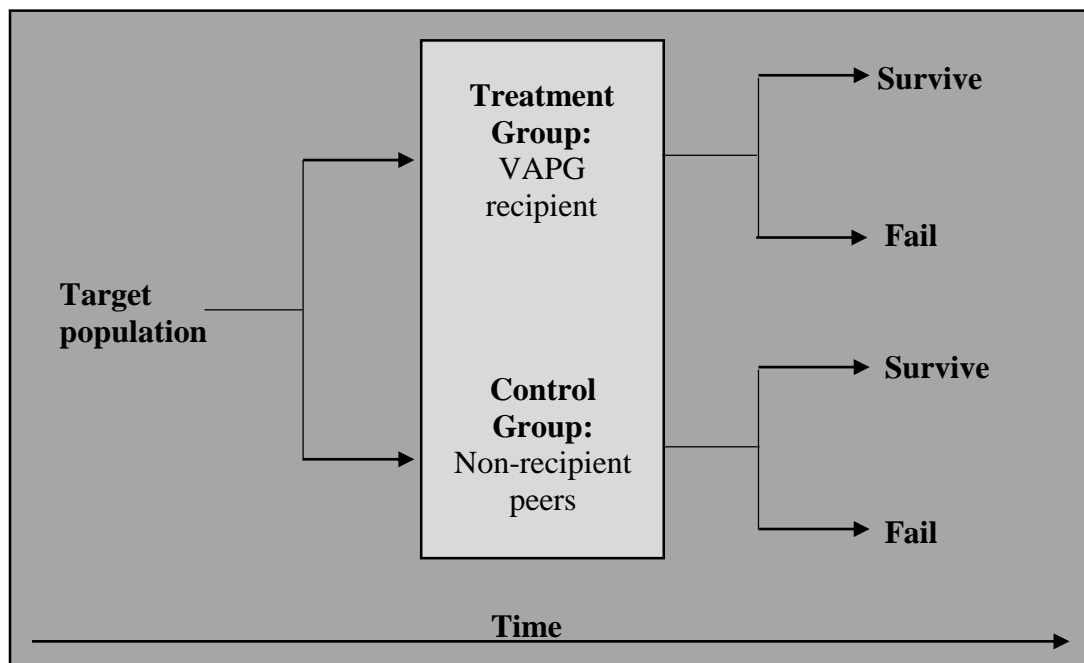 Treatment
Group:
VAPG
recipient
Survive
Fail
Target
population
Control
Group:
Non-recipient
peers
Survive
Fail
Time